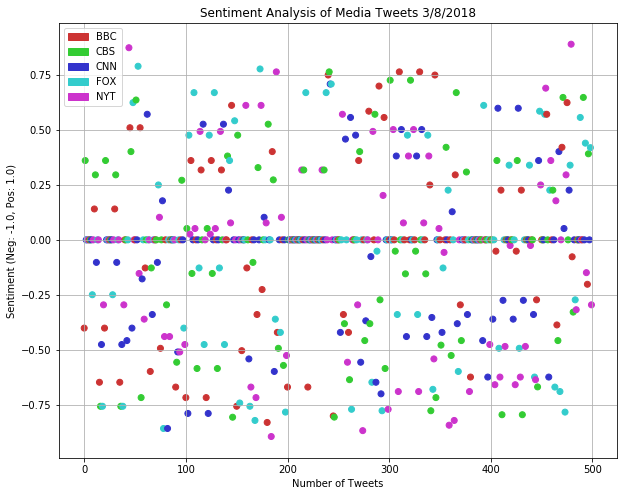 Sentiment Analysis of Media Tweets 3/8/2018
BBC
CBS
CNN
FOX
NYT
0.75
0.50
0.25
0.00
−0.25
−0.50
−0.75
Sentiment (Neg: -1.0, Pos: 1.0)
0 100 200 300 400 500
Number of Tweets